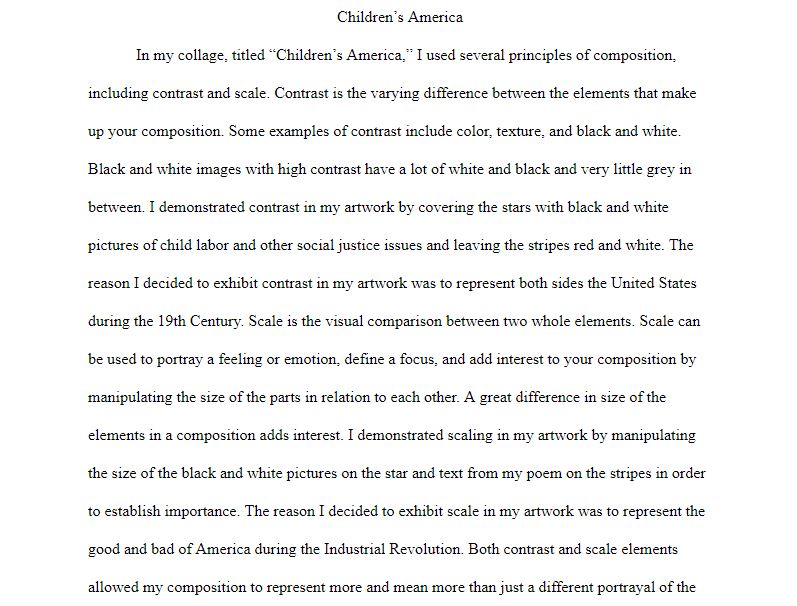 Children’s America
In my collage, titled “Children’s America,” I used several principles of composition,
including contrast and scale. Contrast is the varying difference between the elements that make
up your composition. Some examples of contrast include color, texture, and black and white.
Black and white images with high contrast have a lot of white and black and very little grey in
between. I demonstrated contrast in my artwork by covering the stars with black and white
pictures of child labor and other social justice issues and leaving the stripes red and white. The
reason I decided to exhibit contrast in my artwork was to represent both sides the United States
during the 19th Century. Scale is the visual comparison between two whole elements. Scale can
be used to portray a feeling or emotion, define a focus, and add interest to your composition by
manipulating the size of the parts in relation to each other. A great difference in size of the
elements in a composition adds interest. I demonstrated scaling in my artwork by manipulating
the size of the black and white pictures on the star and text from my poem on the stripes in order
to establish importance. The reason I decided to exhibit scale in my artwork was to represent the
good and bad of America during the Industrial Revolution. Both contrast and scale elements
allowed my composition to represent more and mean more than just a different portrayal of the